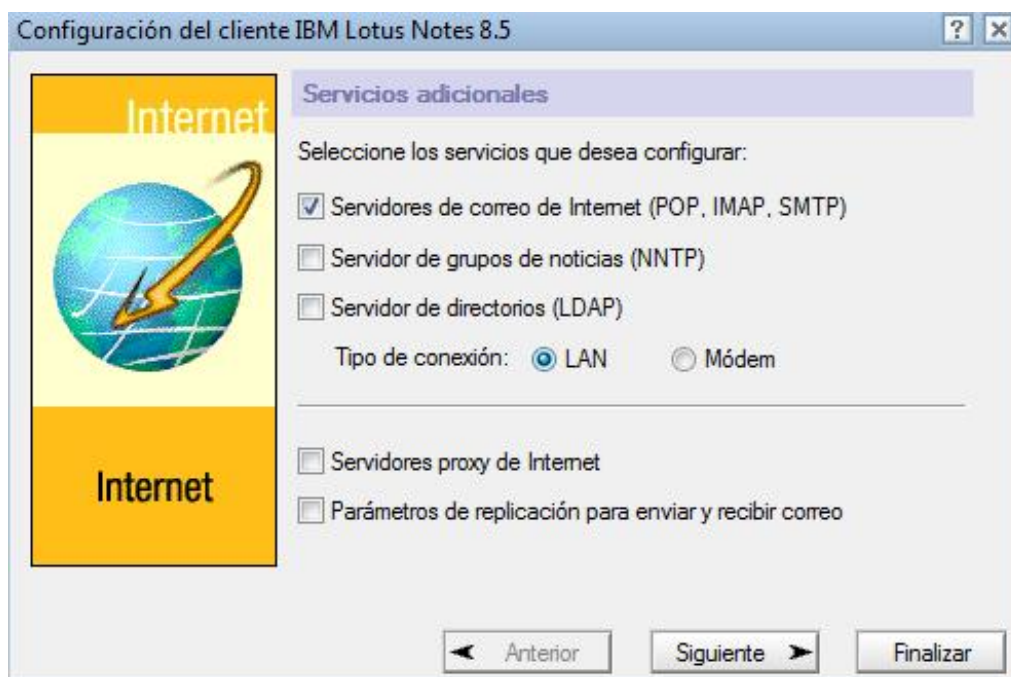 Configuración del cliente IBM Lotus Notes 8.5
Internet
Servicios adicionales
Seleccione los servicios que desea configurar:
Servidores de correo de Internet (POP, IMAP, SMTP)
Servidor de grupos de noticias (NNTP)
Servidor de directorios (LDAP)
Tipo de conexión: LAN Módem
Servidores proxy de Internet
Internet
Parámetros de replicación para enviar y recibir correo
Anterior Siguiente Finalizar